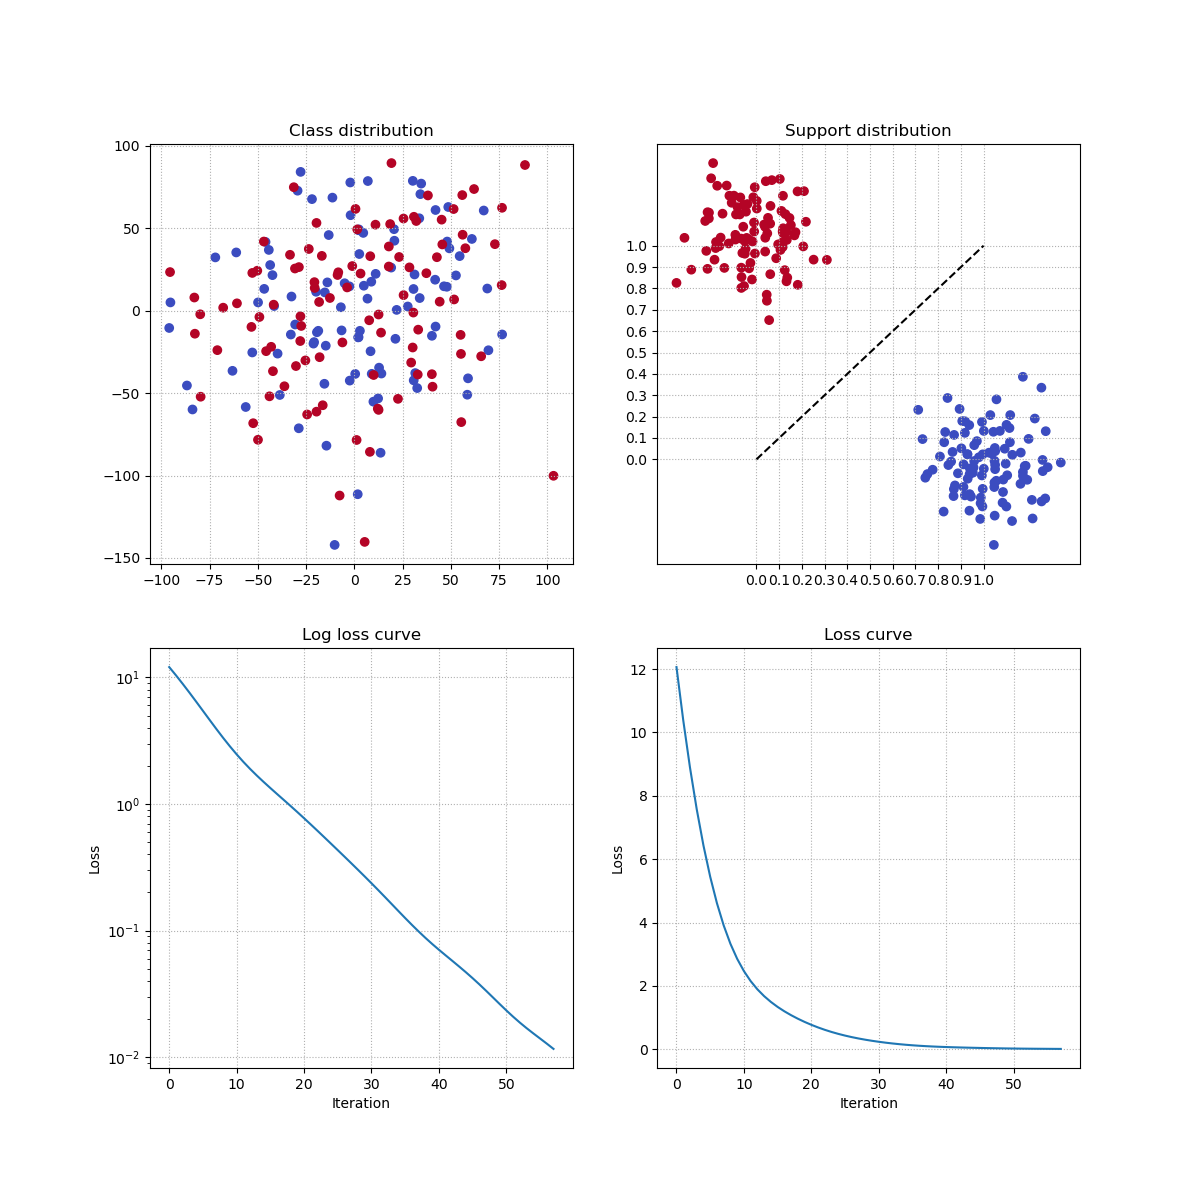 Class distribution
100
50
0
−50
−100
−150
−100 −75 −50 −25 0 25 50 75 100
Support distribution
1.0
0.9
0.8
0.7
0.6
0.5
0.4
0.3
0.2
0.1
0.0
0.0 0.1 0.2 0.3 0.4 0.5 0.6 0.7 0.8 0.9 1.0
Log loss curve
Loss
10¹
10⁰
10⁻¹
10⁻²
0 10 20 30 40 50
Iteration
Loss curve
Loss
12
10
8
6
4
2
0
0 10 20 30 40 50
Iteration